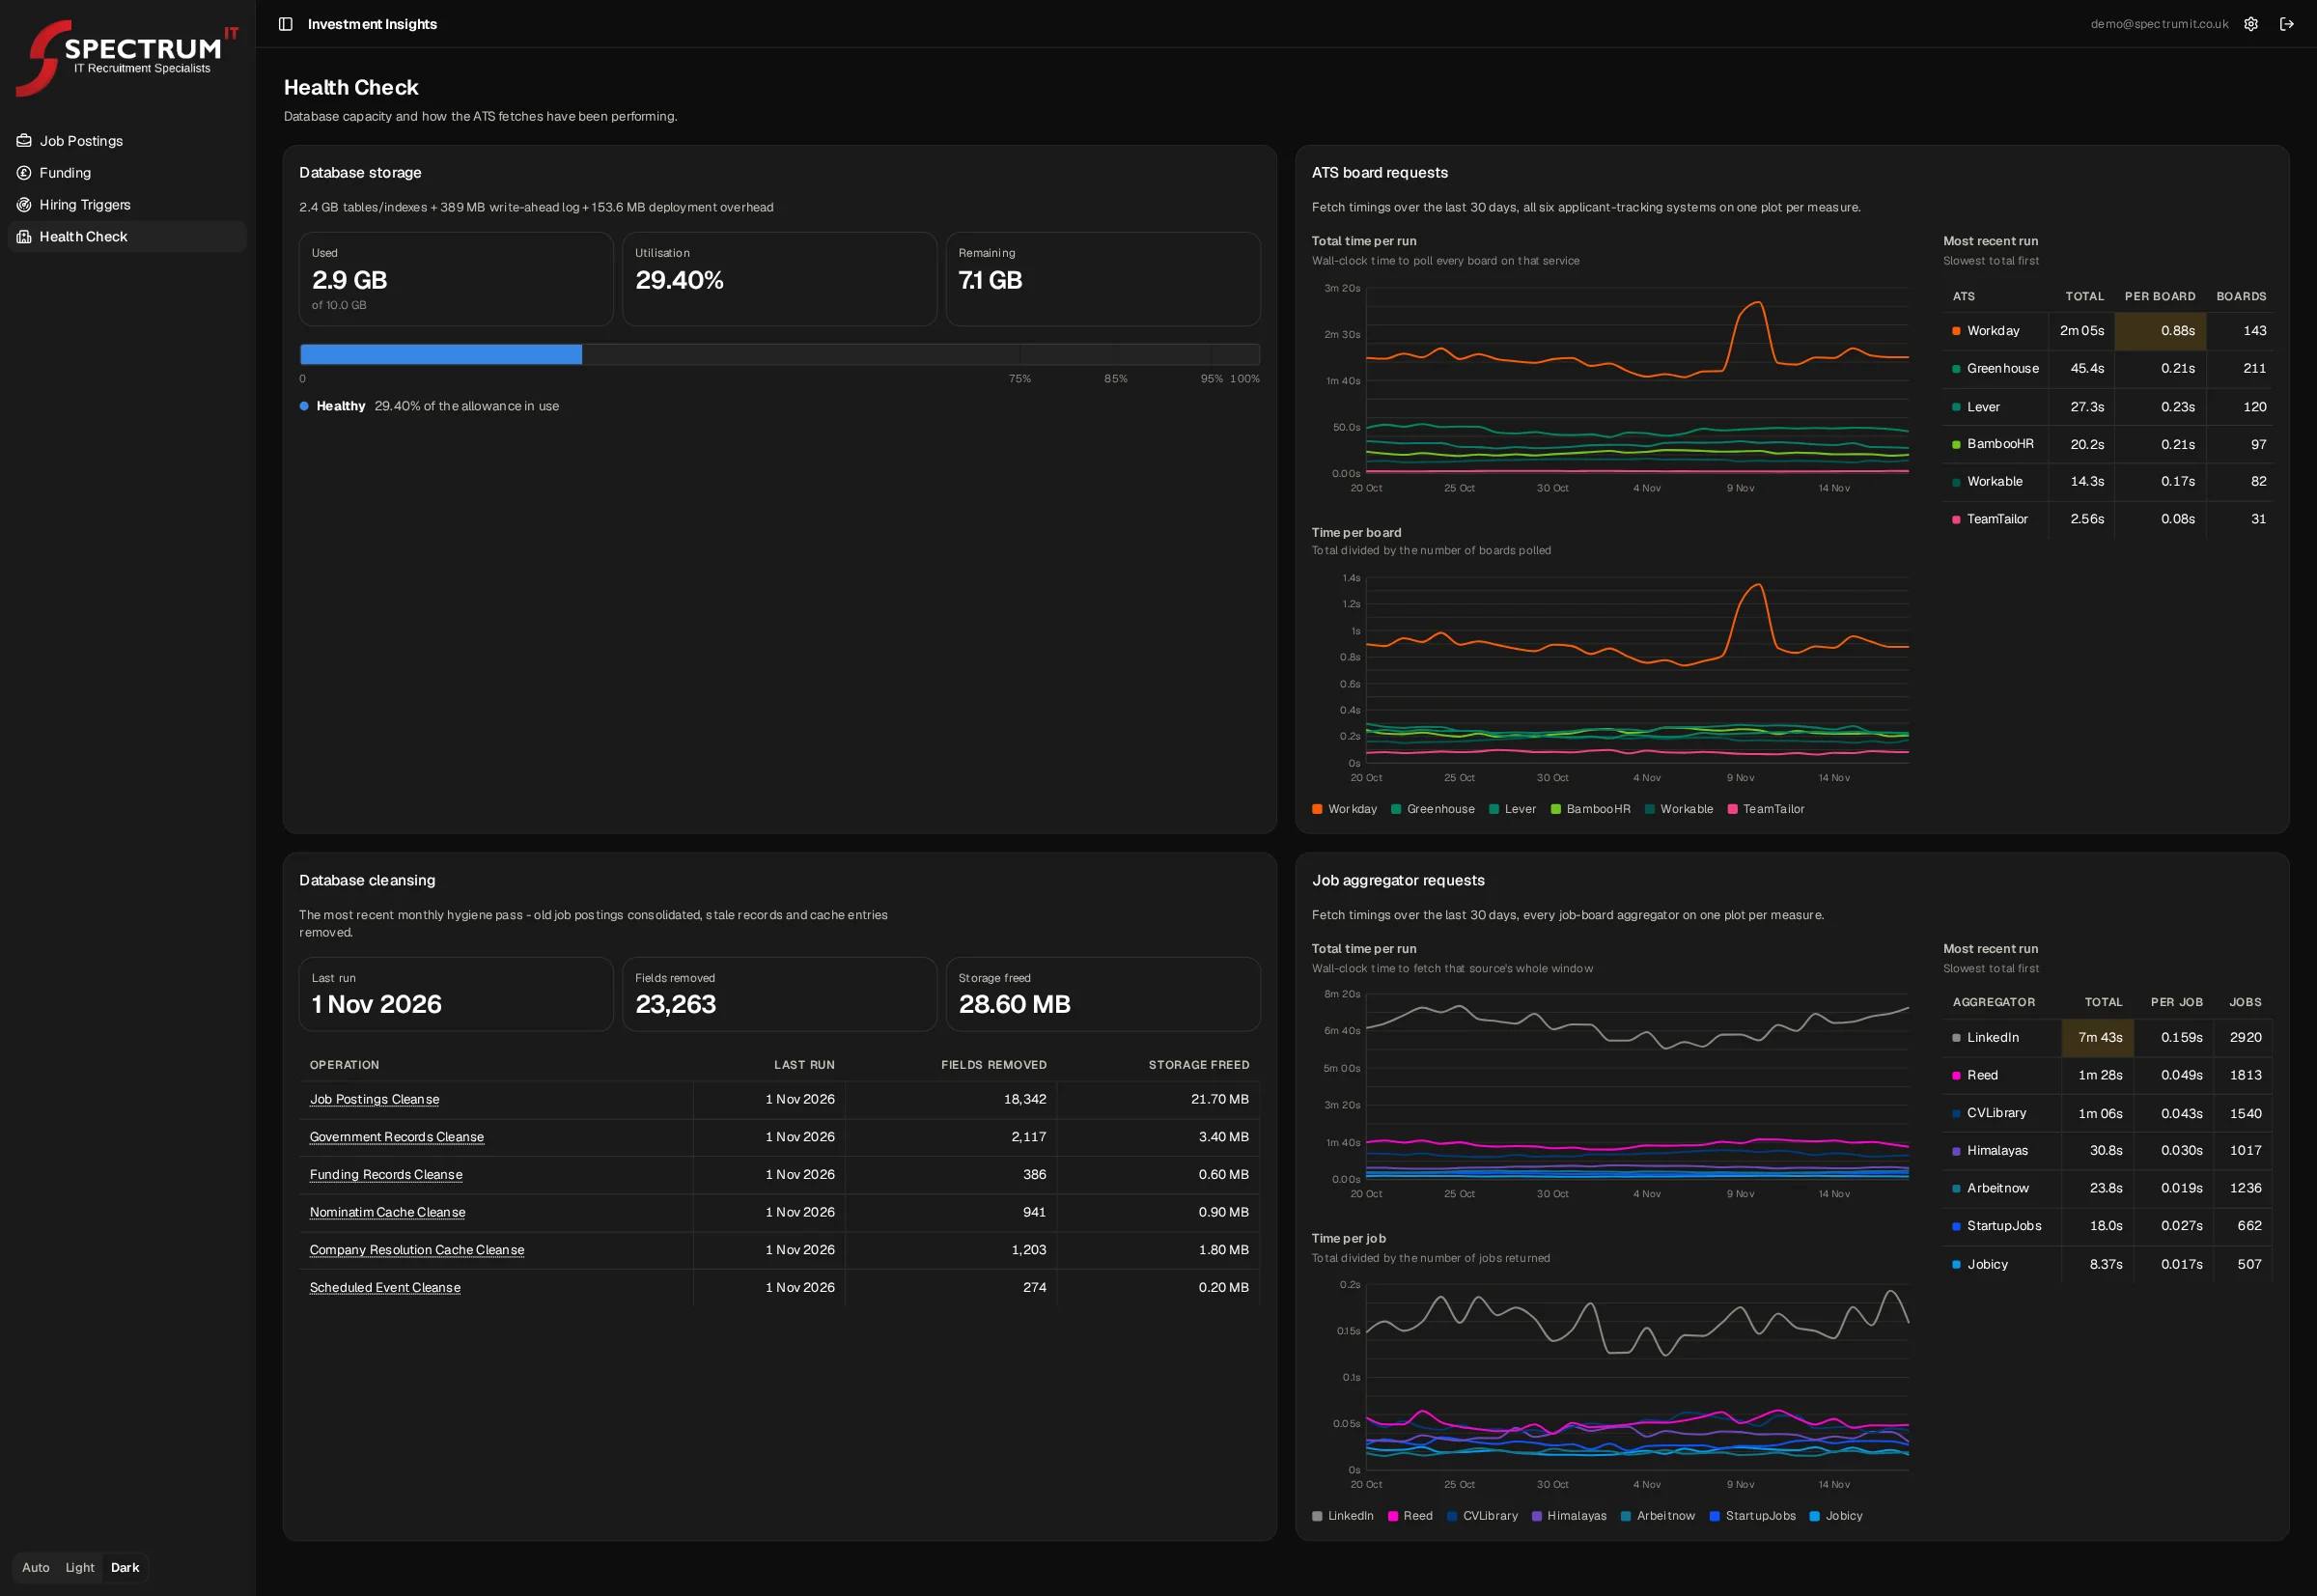 SPECTRUM IT
IT Recruitment Specialists
Job Postings
Funding
Hiring Triggers
Health Check
Auto Light Dark
Investment Insights
demo@spectrumit.co.uk
Health Check
Database capacity and how the ATS fetches have been performing.
Database storage
2.4 GB tables/indexes + 389 MB write-ahead log + 153.6 MB deployment overhead
Used
2.9 GB
of 10.0 GB
Utilisation
29.40%
Remaining
7.1 GB
0 75% 85% 95% 100%
Healthy 29.40% of the allowance in use
ATS board requests
Fetch timings over the last 30 days, all six applicant-tracking systems on one plot per measure.
Total time per run
Wall-clock time to poll every board on that service
3m 20s
2m 30s
1m 40s
50.0s
0.00s
20 Oct 25 Oct 30 Oct 4 Nov 9 Nov 14 Nov
Time per board
Total divided by the number of boards polled
1.4s
1.2s
1s
0.8s
0.6s
0.4s
0.2s
0s
20 Oct 25 Oct 30 Oct 4 Nov 9 Nov 14 Nov
Workday Greenhouse Lever BambooHR Workable TeamTailor
Most recent run
Slowest total first
ATS TOTAL PER BOARD BOARDS
Workday 2m 05s 0.88s 143
Greenhouse 45.4s 0.21s 211
Lever 27.3s 0.23s 120
BambooHR 20.2s 0.21s 97
Workable 14.3s 0.17s 82
TeamTailor 2.56s 0.08s 31
Database cleansing
The most recent monthly hygiene pass - old job postings consolidated, stale records and cache entries
removed.
Last run
1 Nov 2026
Fields removed
23,263
Storage freed
28.60 MB
OPERATION LAST RUN FIELDS REMOVED STORAGE FREED
Job Postings Cleanse 1 Nov 2026 18,342 21.70 MB
Government Records Cleanse 1 Nov 2026 2,117 3.40 MB
Funding Records Cleanse 1 Nov 2026 386 0.60 MB
Nominatim Cache Cleanse 1 Nov 2026 941 0.90 MB
Company Resolution Cache Cleanse 1 Nov 2026 1,203 1.80 MB
Scheduled Event Cleanse 1 Nov 2026 274 0.20 MB
Job aggregator requests
Fetch timings over the last 30 days, every job-board aggregator on one plot per measure.
Total time per run
Wall-clock time to fetch that source's whole window
8m 20s
6m 40s
5m 00s
3m 20s
1m 40s
0.00s
20 Oct 25 Oct 30 Oct 4 Nov 9 Nov 14 Nov
Time per job
Total divided by the number of jobs returned
0.2s
0.15s
0.1s
0.05s
0s
20 Oct 25 Oct 30 Oct 4 Nov 9 Nov 14 Nov
LinkedIn Reed CVLibrary Himalayas Arbeitnow StartupJobs Jobicy
Most recent run
Slowest total first
AGGREGATOR TOTAL PER JOB JOBS
LinkedIn 7m 43s 0.159s 2920
Reed 1m 28s 0.049s 1813
CVLibrary 1m 06s 0.043s 1540
Himalayas 30.8s 0.030s 1017
Arbeitnow 23.8s 0.019s 1236
StartupJobs 18.0s 0.027s 662
Jobicy 8.37s 0.017s 507